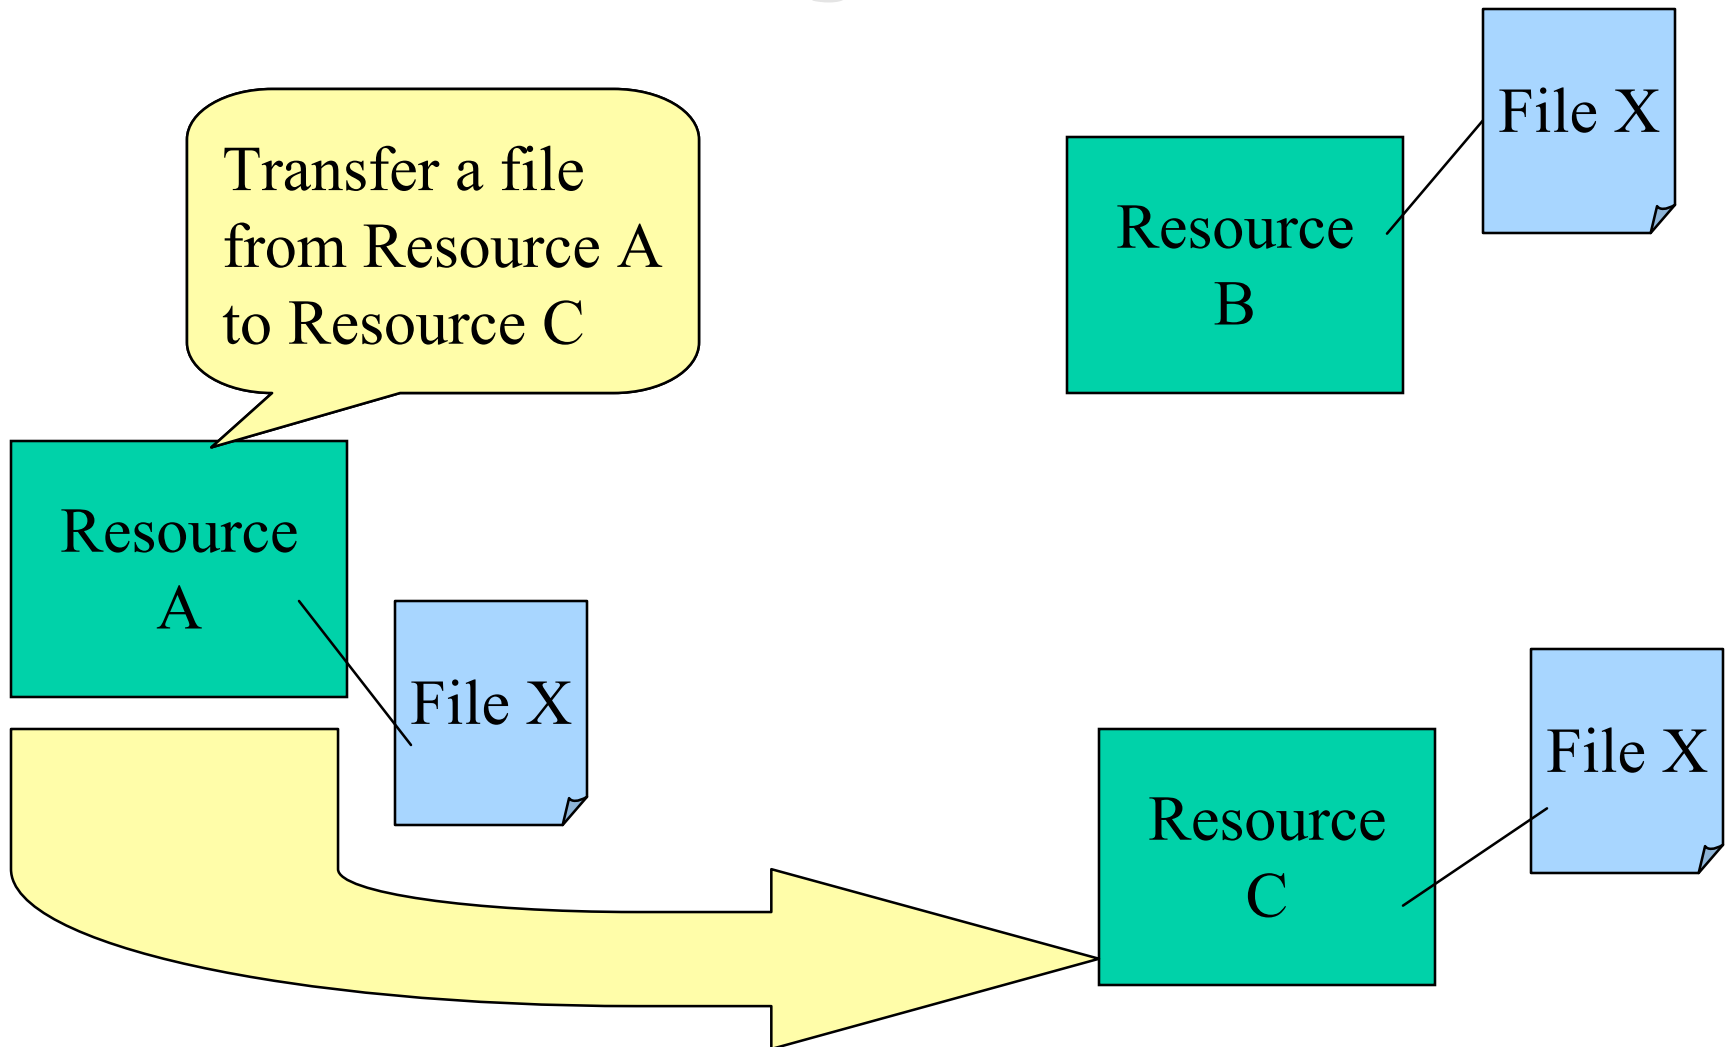 Transfer a file
from Resource A
to Resource C
File X
Resource
B
Resource
A
File X
Resource
C
File X